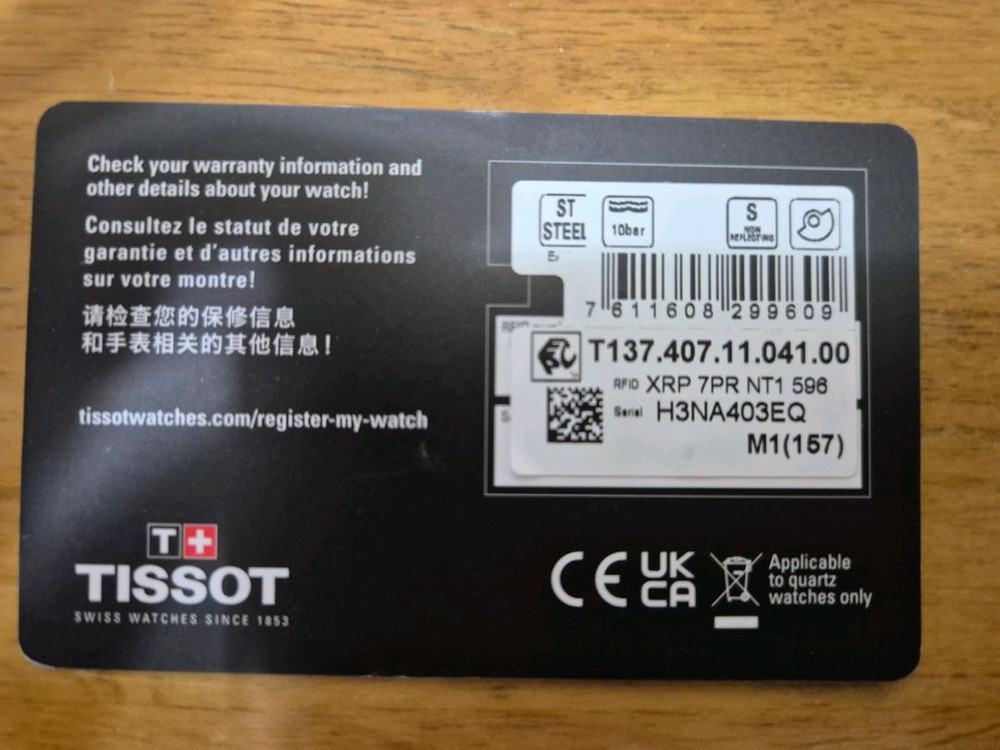 Check your warranty information and
other details about your watch!
Consultez le statut de votre
garantie et d'autres informations
sur votre montre!
请检查您的保修信息
和手表相关的其他信息！
tissotwatches.com/register-my-watch
T+
TISSOT
SWISS WATCHES SINCE 1853
ST
STEEL
10bar
S
NON
REFLECTING
7 611608 299609
T137.407.11.041.00
RFID XRP 7PR NT1 596
Serial H3NA403EQ
M1(157)
CE UK
CA
Applicable
to quartz
watches only